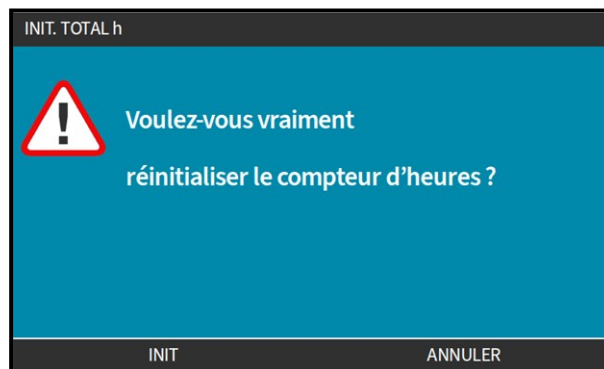 INIT. TOTAL h
Voulez-vous vraiment
réinitialiser le compteur d’heures ?
INIT
ANNULER